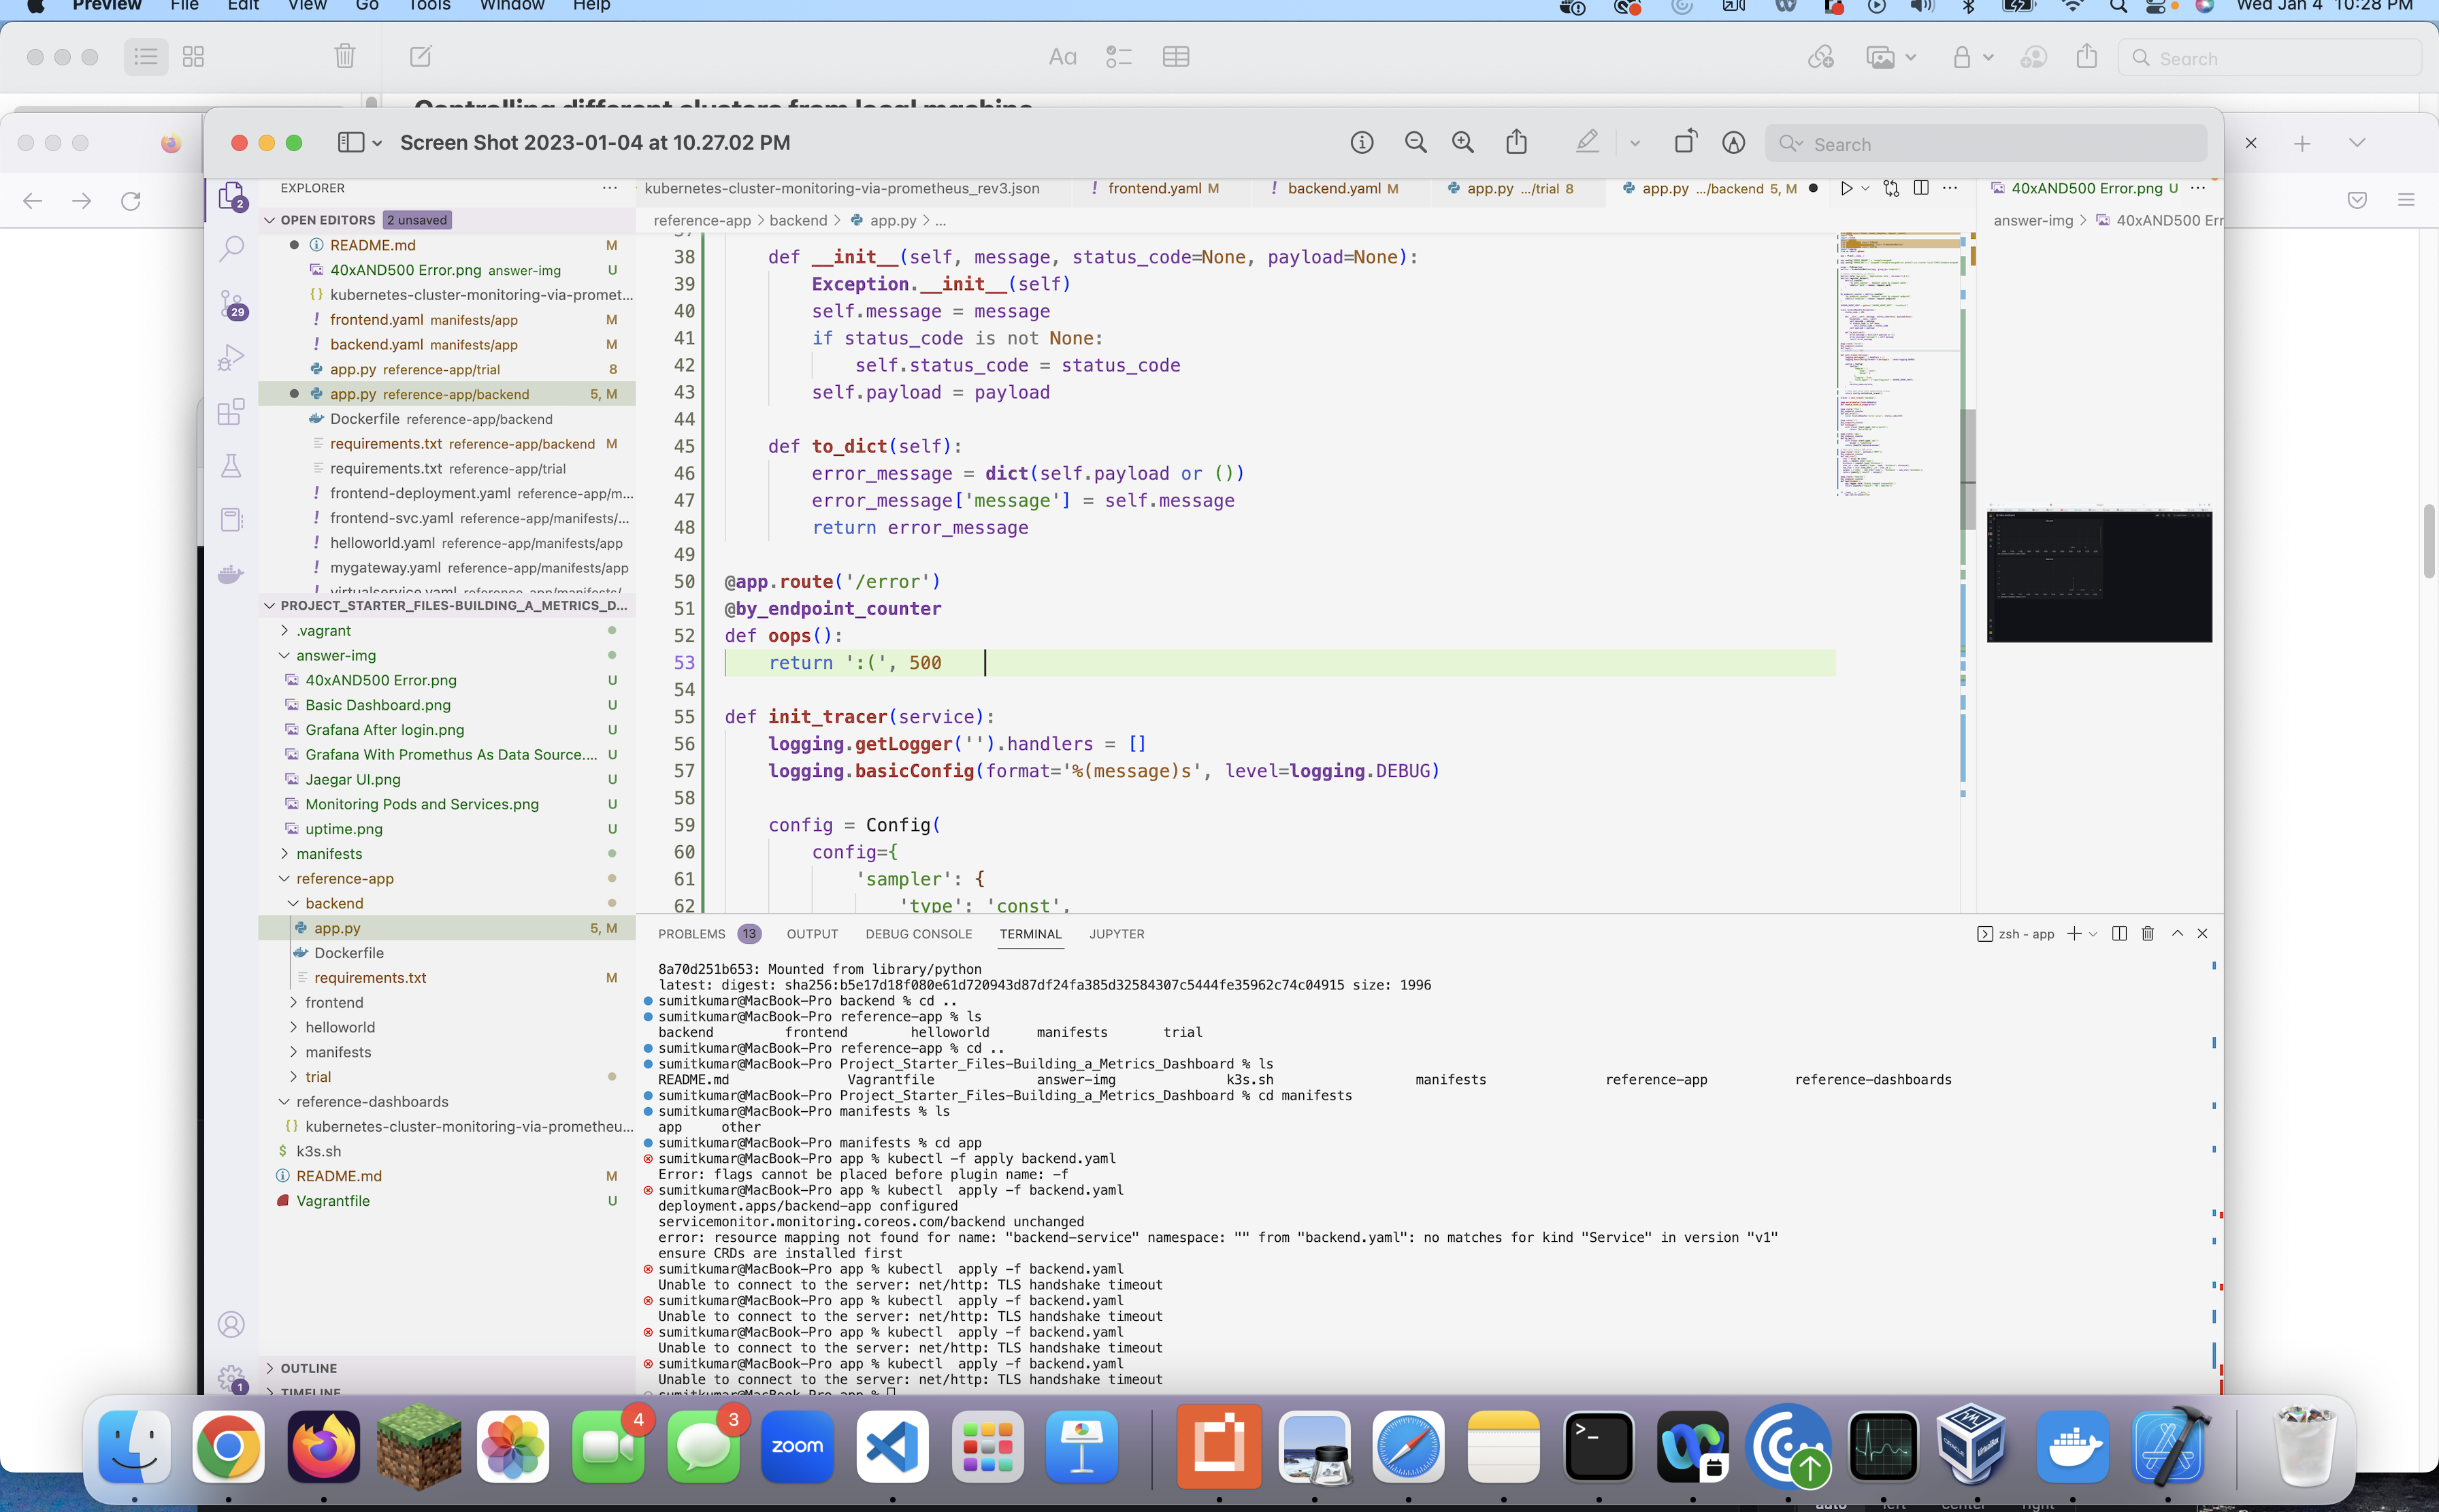 Preview File Edit View Go Tools Window Help
Wed Jan 4 10:28 PM
Aa
Search
Controlling different clusters from local machine
Screen Shot 2023-01-04 at 10.27.02 PM
Search
EXPLORER
OPEN EDITORS 2 unsaved
README.md M
40xAND500 Error.png answer-img U
{} kubernetes-cluster-monitoring-via-promet...
! frontend.yaml manifests/app M
! backend.yaml manifests/app M
app.py reference-app/trial 8
app.py reference-app/backend 5, M
Dockerfile reference-app/backend
requirements.txt reference-app/backend M
requirements.txt reference-app/trial
! frontend-deployment.yaml reference-app/m...
! frontend-svc.yaml reference-app/manifests/...
! helloworld.yaml reference-app/manifests/app
! mygateway.yaml reference-app/manifests/app
! virtualservice.yaml reference-app/manifests/
PROJECT_STARTER_FILES-BUILDING_A_METRICS_D...
.vagrant
answer-img
40xAND500 Error.png U
Basic Dashboard.png U
Grafana After login.png U
Grafana With Promethus As Data Source.... U
Jaegar UI.png U
Monitoring Pods and Services.png U
uptime.png U
manifests
reference-app
backend
app.py 5, M
Dockerfile
requirements.txt M
frontend
helloworld
manifests
trial
reference-dashboards
{} kubernetes-cluster-monitoring-via-prometheu...
$ k3s.sh
README.md M
Vagrantfile U
OUTLINE
TIMELINE
2
29
1
kubernetes-cluster-monitoring-via-prometheus_rev3.json ! frontend.yaml M ! backend.yaml M app.py .../trial 8 app.py .../backend 5, M
40xAND500 Error.png U
reference-app > backend > app.py > ...
answer-img > 40xAND500 Err
37
38 def __init__(self, message, status_code=None, payload=None):
39 Exception.__init__(self)
40 self.message = message
41 if status_code is not None:
42 self.status_code = status_code
43 self.payload = payload
44
45 def to_dict(self):
46 error_message = dict(self.payload or ())
47 error_message['message'] = self.message
48 return error_message
49
50 @app.route('/error')
51 @by_endpoint_counter
52 def oops():
53 return ':(', 500
54
55 def init_tracer(service):
56 logging.getLogger('').handlers = []
57 logging.basicConfig(format='%(message)s', level=logging.DEBUG)
58
59 config = Config(
60 config={
61 'sampler': {
62 'type': 'const',
PROBLEMS 13 OUTPUT DEBUG CONSOLE TERMINAL JUPYTER
zsh - app
8a70d251b653: Mounted from library/python
latest: digest: sha256:b5e17d18f080e61d720943d87df24fa385d32584307c5444fe35962c74c04915 size: 1996
sumitkumar@MacBook-Pro backend % cd ..
sumitkumar@MacBook-Pro reference-app % ls
backend frontend helloworld manifests trial
sumitkumar@MacBook-Pro reference-app % cd ..
sumitkumar@MacBook-Pro Project_Starter_Files-Building_a_Metrics_Dashboard % ls
README.md Vagrantfile answer-img k3s.sh manifests reference-app reference-dashboards
sumitkumar@MacBook-Pro Project_Starter_Files-Building_a_Metrics_Dashboard % cd manifests
sumitkumar@MacBook-Pro manifests % ls
app other
sumitkumar@MacBook-Pro manifests % cd app
sumitkumar@MacBook-Pro app % kubectl -f apply backend.yaml
Error: flags cannot be placed before plugin name: -f
sumitkumar@MacBook-Pro app % kubectl apply -f backend.yaml
deployment.apps/backend-app configured
servicemonitor.monitoring.coreos.com/backend unchanged
error: resource mapping not found for name: "backend-service" namespace: "" from "backend.yaml": no matches for kind "Service" in version "v1"
ensure CRDs are installed first
sumitkumar@MacBook-Pro app % kubectl apply -f backend.yaml
Unable to connect to the server: net/http: TLS handshake timeout
sumitkumar@MacBook-Pro app % kubectl apply -f backend.yaml
Unable to connect to the server: net/http: TLS handshake timeout
sumitkumar@MacBook-Pro app % kubectl apply -f backend.yaml
Unable to connect to the server: net/http: TLS handshake timeout
sumitkumar@MacBook-Pro app % kubectl apply -f backend.yaml
Unable to connect to the server: net/http: TLS handshake timeout
sumitkumar@MacBook-Pro app %
4
3
zoom
auto left center right